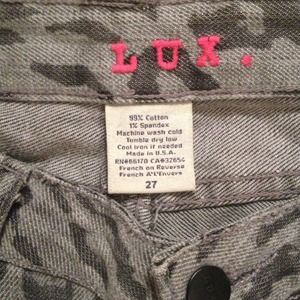 LUX.
99% Cotton
1% Spandex
Machine wash cold
Tumble dry low
Cool iron if needed
Made in U.S.A.
RN#66170 CA#32654
French on Reverse
French A'L'Envers
27